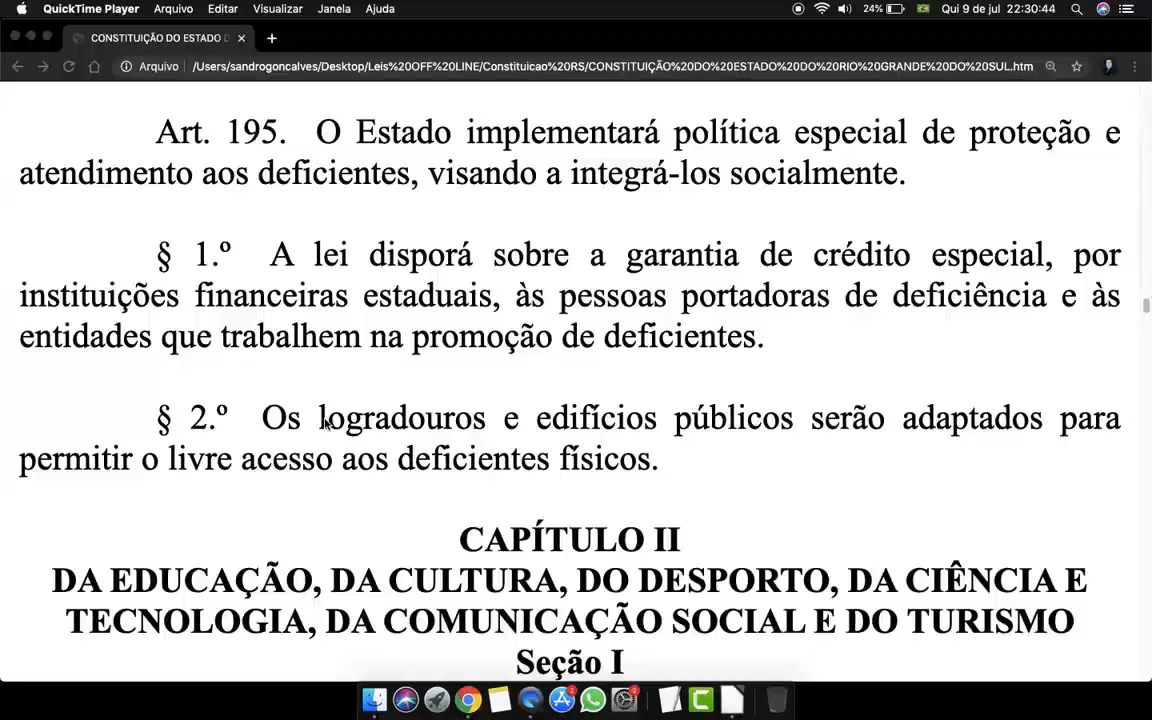 QuickTime Player Arquivo Editar Visualizar Janela Ajuda 24% Qui 9 de jul 22:30:44
CONSTITUIÇÃO DO ESTADO D
Arquivo /Users/sandrogoncalves/Desktop/Leis%20OFF%20LINE/Constituicao%20RS/CONSTITUIÇÃO%20DO%20ESTADO%20DO%20RIO%20GRANDE%20DO%20SUL.htm
Art. 195. O Estado implementará política especial de proteção e
atendimento aos deficientes, visando a integrá-los socialmente.
§ 1.º A lei disporá sobre a garantia de crédito especial, por
instituições financeiras estaduais, às pessoas portadoras de deficiência e às
entidades que trabalhem na promoção de deficientes.
§ 2.º Os logradouros e edifícios públicos serão adaptados para
permitir o livre acesso aos deficientes físicos.
CAPÍTULO II
DA EDUCAÇÃO, DA CULTURA, DO DESPORTO, DA CIÊNCIA E
TECNOLOGIA, DA COMUNICAÇÃO SOCIAL E DO TURISMO
Seção I